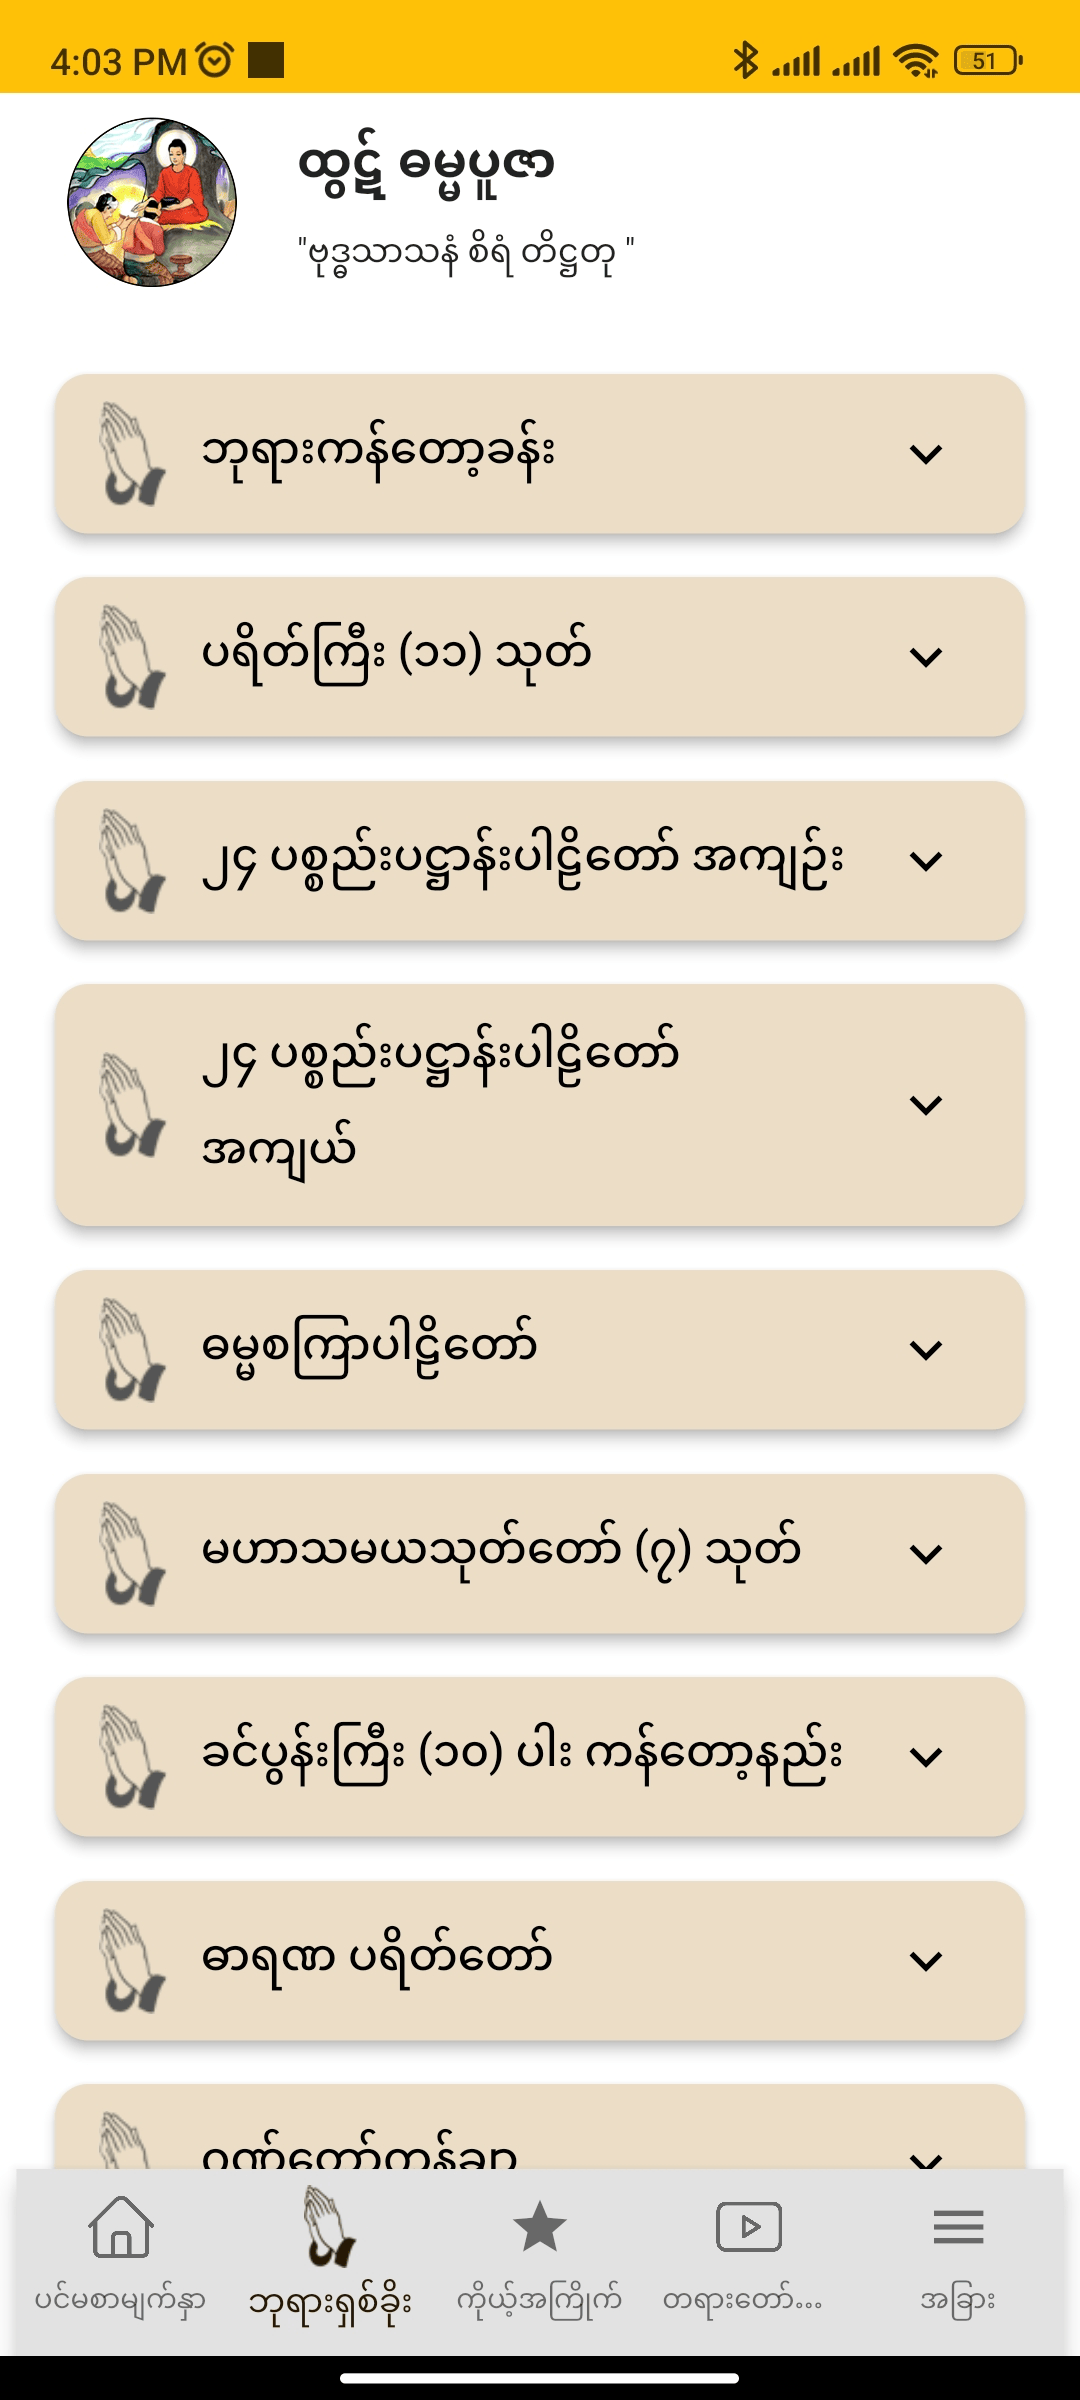 4:03 PM
51
ထွဋ် ဓမ္မပူဇာ
"ဗုဒ္ဓသာသနံ စိရံ တိဋ္ဌတု "
ဘုရားကန်တော့ခန်း
ပရိတ်ကြီး (၁၁) သုတ်
၂၄ ပစ္စည်းပဋ္ဌာန်းပါဠိတော် အကျဉ်း
၂၄ ပစ္စည်းပဋ္ဌာန်းပါဠိတော်
အကျယ်
ဓမ္မစကြာပါဠိတော်
မဟာသမယသုတ်တော် (၇) သုတ်
ခင်ပွန်းကြီး (၁၀) ပါး ကန်တော့နည်း
ဓာရဏ ပရိတ်တော်
ပင်မစာမျက်နှာ
ဘုရားရှစ်ခိုး
ကိုယ့်အကြိုက်
တရားတော်...
အခြား